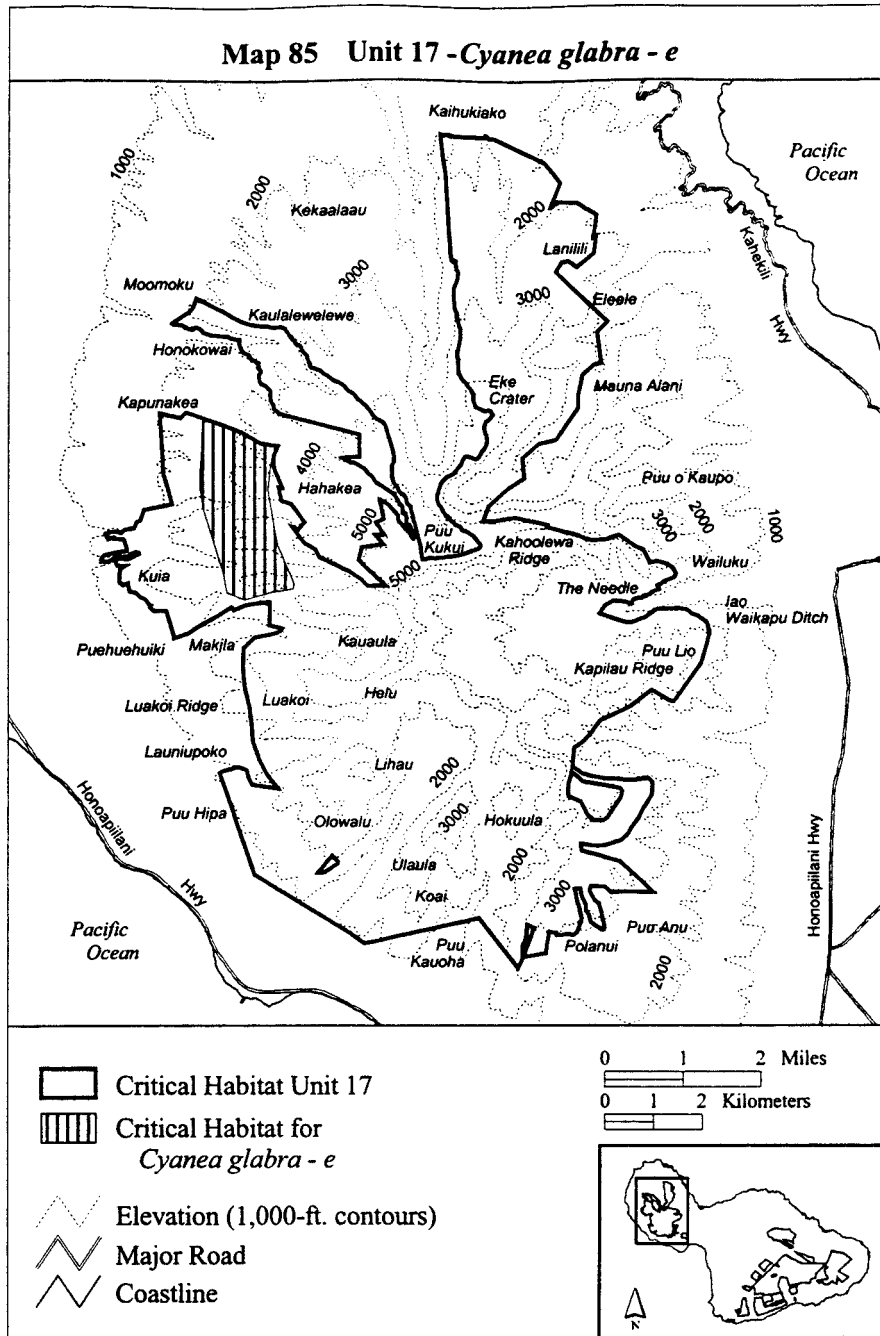 Map 85 Unit 17 - Cyanea glabra - e
Kaihukiako
Pacific
Ocean
1000
2000
Kekaalaau
2000
Lanilili
Kahekili
Hwy
3000
Moomoku
Kaulalewelewe
3000
Eleele
Honokowai
Eke
Crater
Mauna Alani
Kapunakea
4000
Hahakea
Puu o Kaupo
5000
3000
2000
1000
Puu
Kukui
Kahoolewa
Ridge
Wailuku
Kuia
5000
The Needle
Iao
Waikapu Ditch
Puehuehuiki
Makila
Kauaula
Puu Lio
Kapilau Ridge
Luakoi Ridge
Luakoi
Helu
Launiupoko
Lihau
2000
Puu Hipa
Olowalu
3000
Hokuula
Honoapiilani
Hwy
Ulaula
2000
Koai
3000
Honoapiilani Hwy
Pacific
Ocean
Puu
Kauoha
Polanui
Puu Anu
2000
Critical Habitat Unit 17
Critical Habitat for
Cyanea glabra - e
Elevation (1,000-ft. contours)
Major Road
Coastline
0 1 2 Miles
0 1 2 Kilometers
N